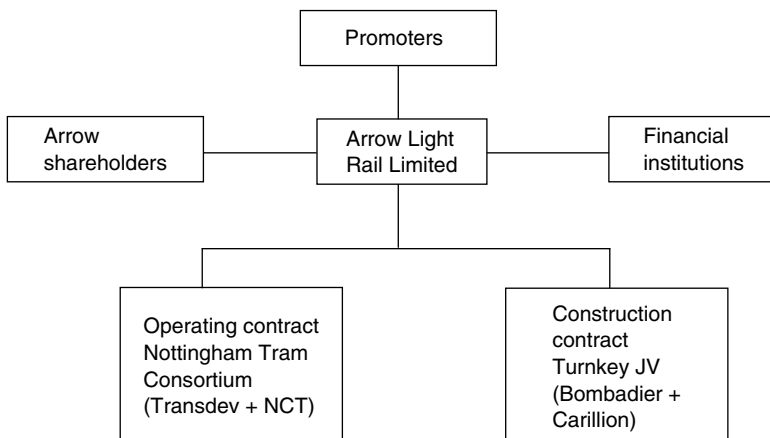 Promoters
Arrow
shareholders
Arrow Light
Rail Limited
Financial
institutions
Operating contract
Nottingham Tram
Consortium
(Transdev + NCT)
Construction
contract
Turnkey JV
(Bombadier +
Carillion)